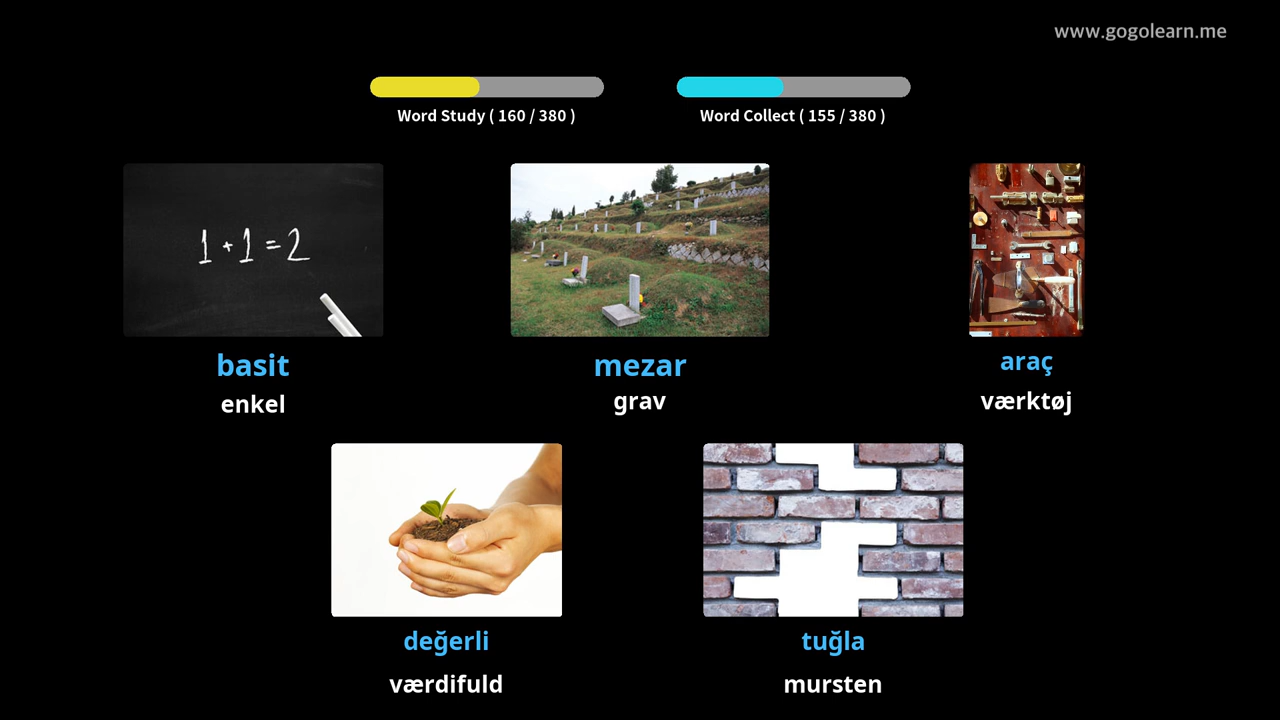 www.gogolearn.me
Word Study ( 160 / 380 )
Word Collect ( 155 / 380 )
1 + 1 = 2
basit
enkel
mezar
grav
araç
værktøj
değerli
værdifuld
tuğla
mursten